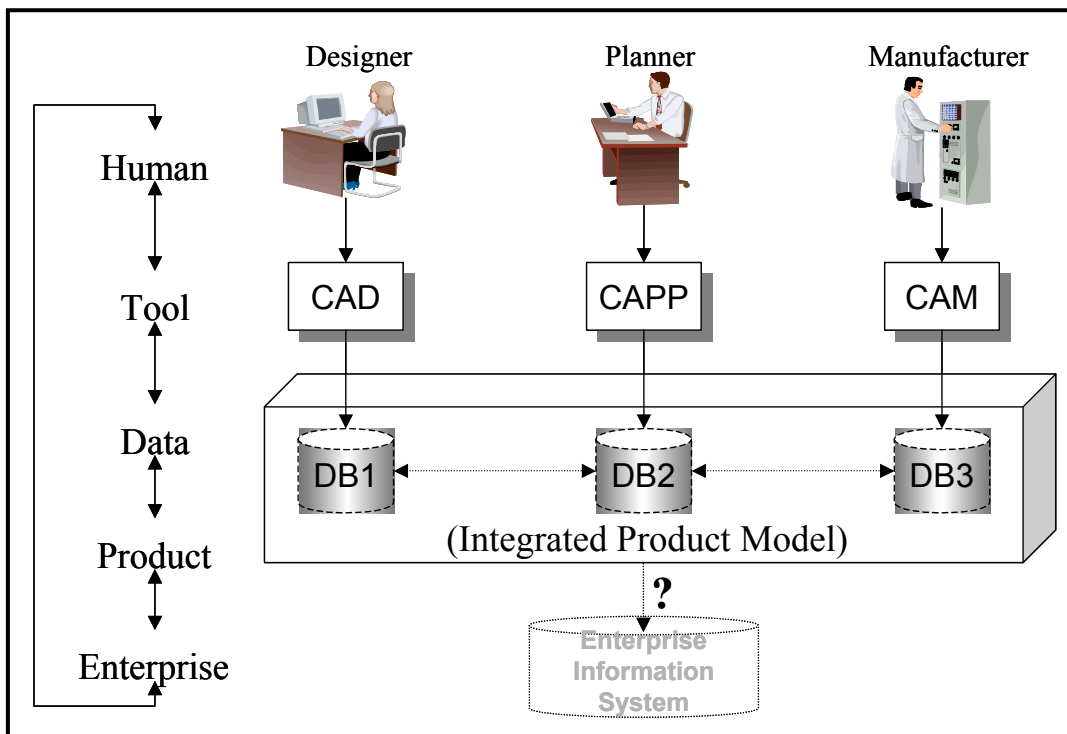 Designer
Planner
Manufacturer
Human
Tool
CAD
CAPP
CAM
Data
DB1
DB2
DB3
Product
(Integrated Product Model)
?
Enterprise
Enterprise
Information
System